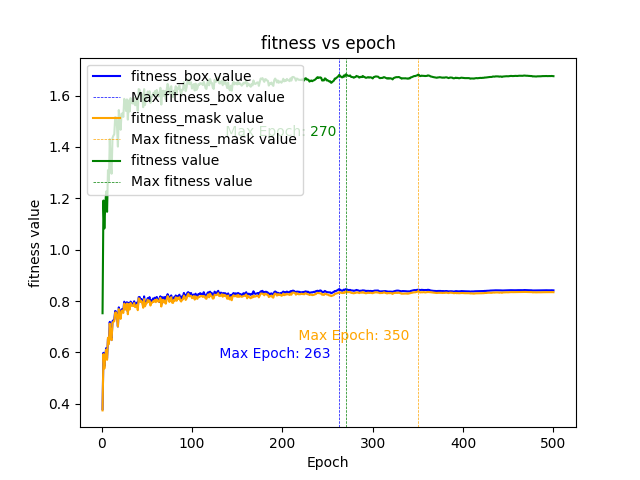 fitness vs epoch
fitness_box value
Max fitness_box value
fitness_mask value
Max fitness_mask value
fitness value
Max fitness value
Max Epoch: 270
Max Epoch: 350
Max Epoch: 263
fitness value
1.6
1.4
1.2
1.0
0.8
0.6
0.4
0
100
200
300
400
500
Epoch